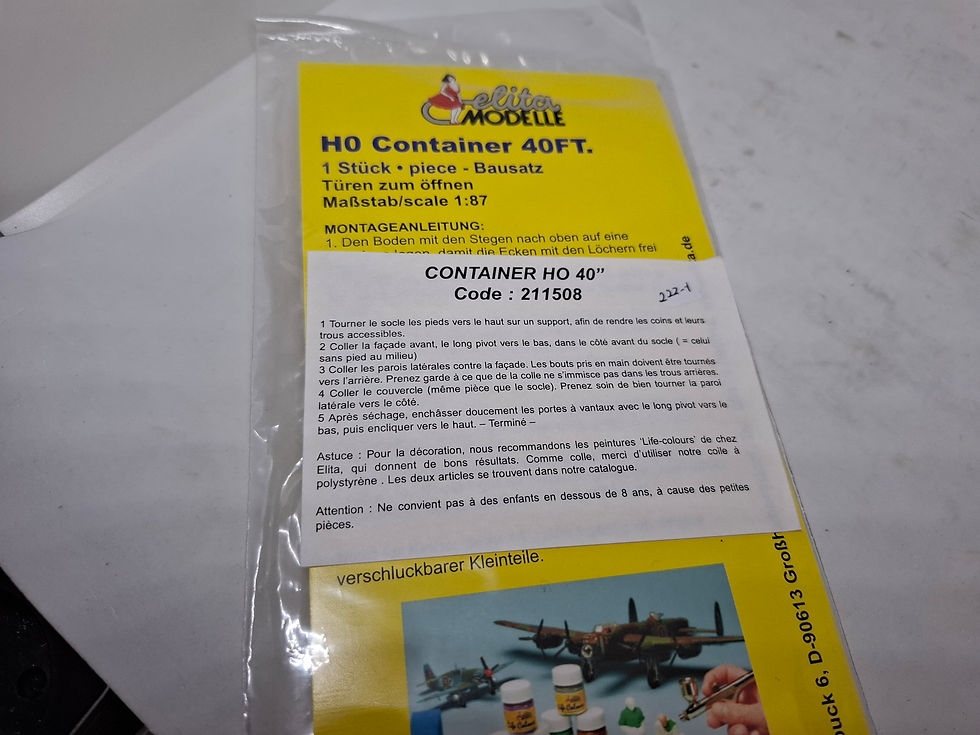 elita
MODELLE
H0 Container 40FT.
1 Stück • piece - Bausatz
Türen zum öffnen
Maßstab/scale 1:87
MONTAGEANLEITUNG:
1. Den Boden mit den Stegen nach oben auf eine
legen, damit die Ecken mit den Löchern frei
CONTAINER HO 40”
Code : 211508
222-1
1 Tourner le socle les pieds vers le haut sur un support, afin de rendre les coins et leurs
trous accessibles.
2 Coller la façade avant, le long pivot vers le bas, dans le côté avant du socle ( = celui
sans pied au milieu)
3 Coller les parois latérales contre la façade. Les bouts pris en main doivent être tournés
vers l’arrière. Prenez garde à ce que de la colle ne s’immisce pas dans les trous arrières.
4 Coller le couvercle (même pièce que le socle). Prenez soin de bien tourner la paroi
latérale vers le côté.
5 Après séchage, enchâsser doucement les portes à vantaux avec le long pivot vers le
bas, puis encliquer vers le haut. – Terminé –
Astuce : Pour la décoration, nous recommandons les peintures ‘Life-colours’ de chez
Elita, qui donnent de bons résultats. Comme colle, merci d’utiliser notre colle à
polystyrène . Les deux articles se trouvent dans notre catalogue.
Attention : Ne convient pas à des enfants en dessous de 8 ans, à cause des petites
pièces.
verschluckbarer Kleinteile.
a.de
buck 6, D-90613 Großh